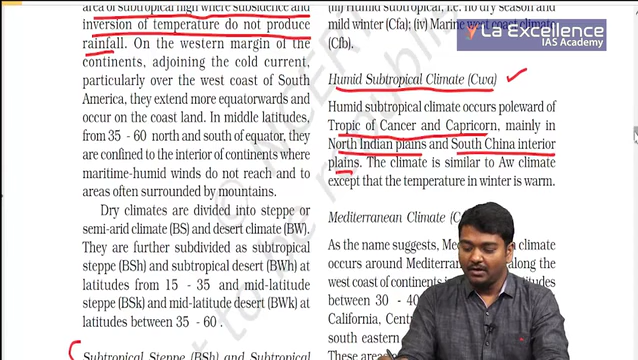 area of subtropical high where subsidence and
inversion of temperature do not produce
rainfall. On the western margin of the
continents, adjoining the cold current,
particularly over the west coast of South
America, they extend more equatorwards and
occur on the coast land. In middle latitudes,
from 35 - 60 north and south of equator, they
are confined to the interior of continents where
maritime-humid winds do not reach and to
areas often surrounded by mountains.
Dry climates are divided into steppe or
semi-arid climate (BS) and desert climate (BW).
They are further subdivided as subtropical
steppe (BSh) and subtropical desert (BWh) at
latitudes from 15 - 35 and mid-latitude
steppe (BSk) and mid-latitude desert (BWk) at
latitudes between 35 - 60 .
Subtropical Steppe (BSh) and Subtropical
(iii) Humid subtropical, i.e. no dry season and
mild winter (Cfa); (iv) Marine west coast climate
(Cfb).
La Excellence
IAS Academy
Humid Subtropical Climate (Cwa)
Humid subtropical climate occurs poleward of
Tropic of Cancer and Capricorn, mainly in
North Indian plains and South China interior
plains. The climate is similar to Aw climate
except that the temperature in winter is warm.
Mediterranean Climate
As the name suggests, climate
occurs around along the
west coast of continents
between 30 - 40
California,
south eastern
These areas